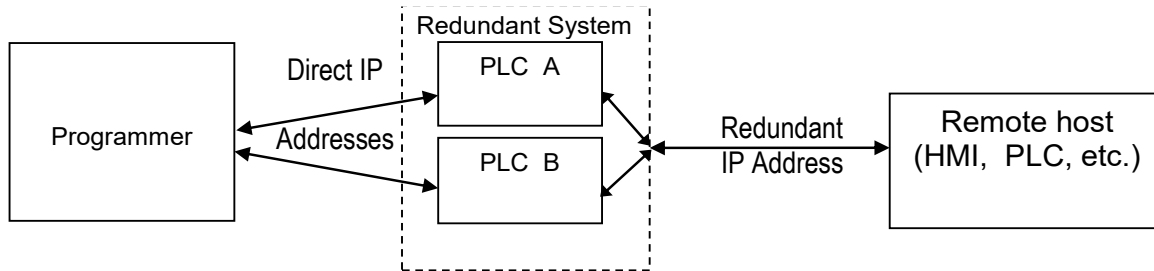 Redundant System
Programmer
Direct IP
Addresses
PLC A
PLC B
Redundant
IP Address
Remote host
(HMI, PLC, etc.)